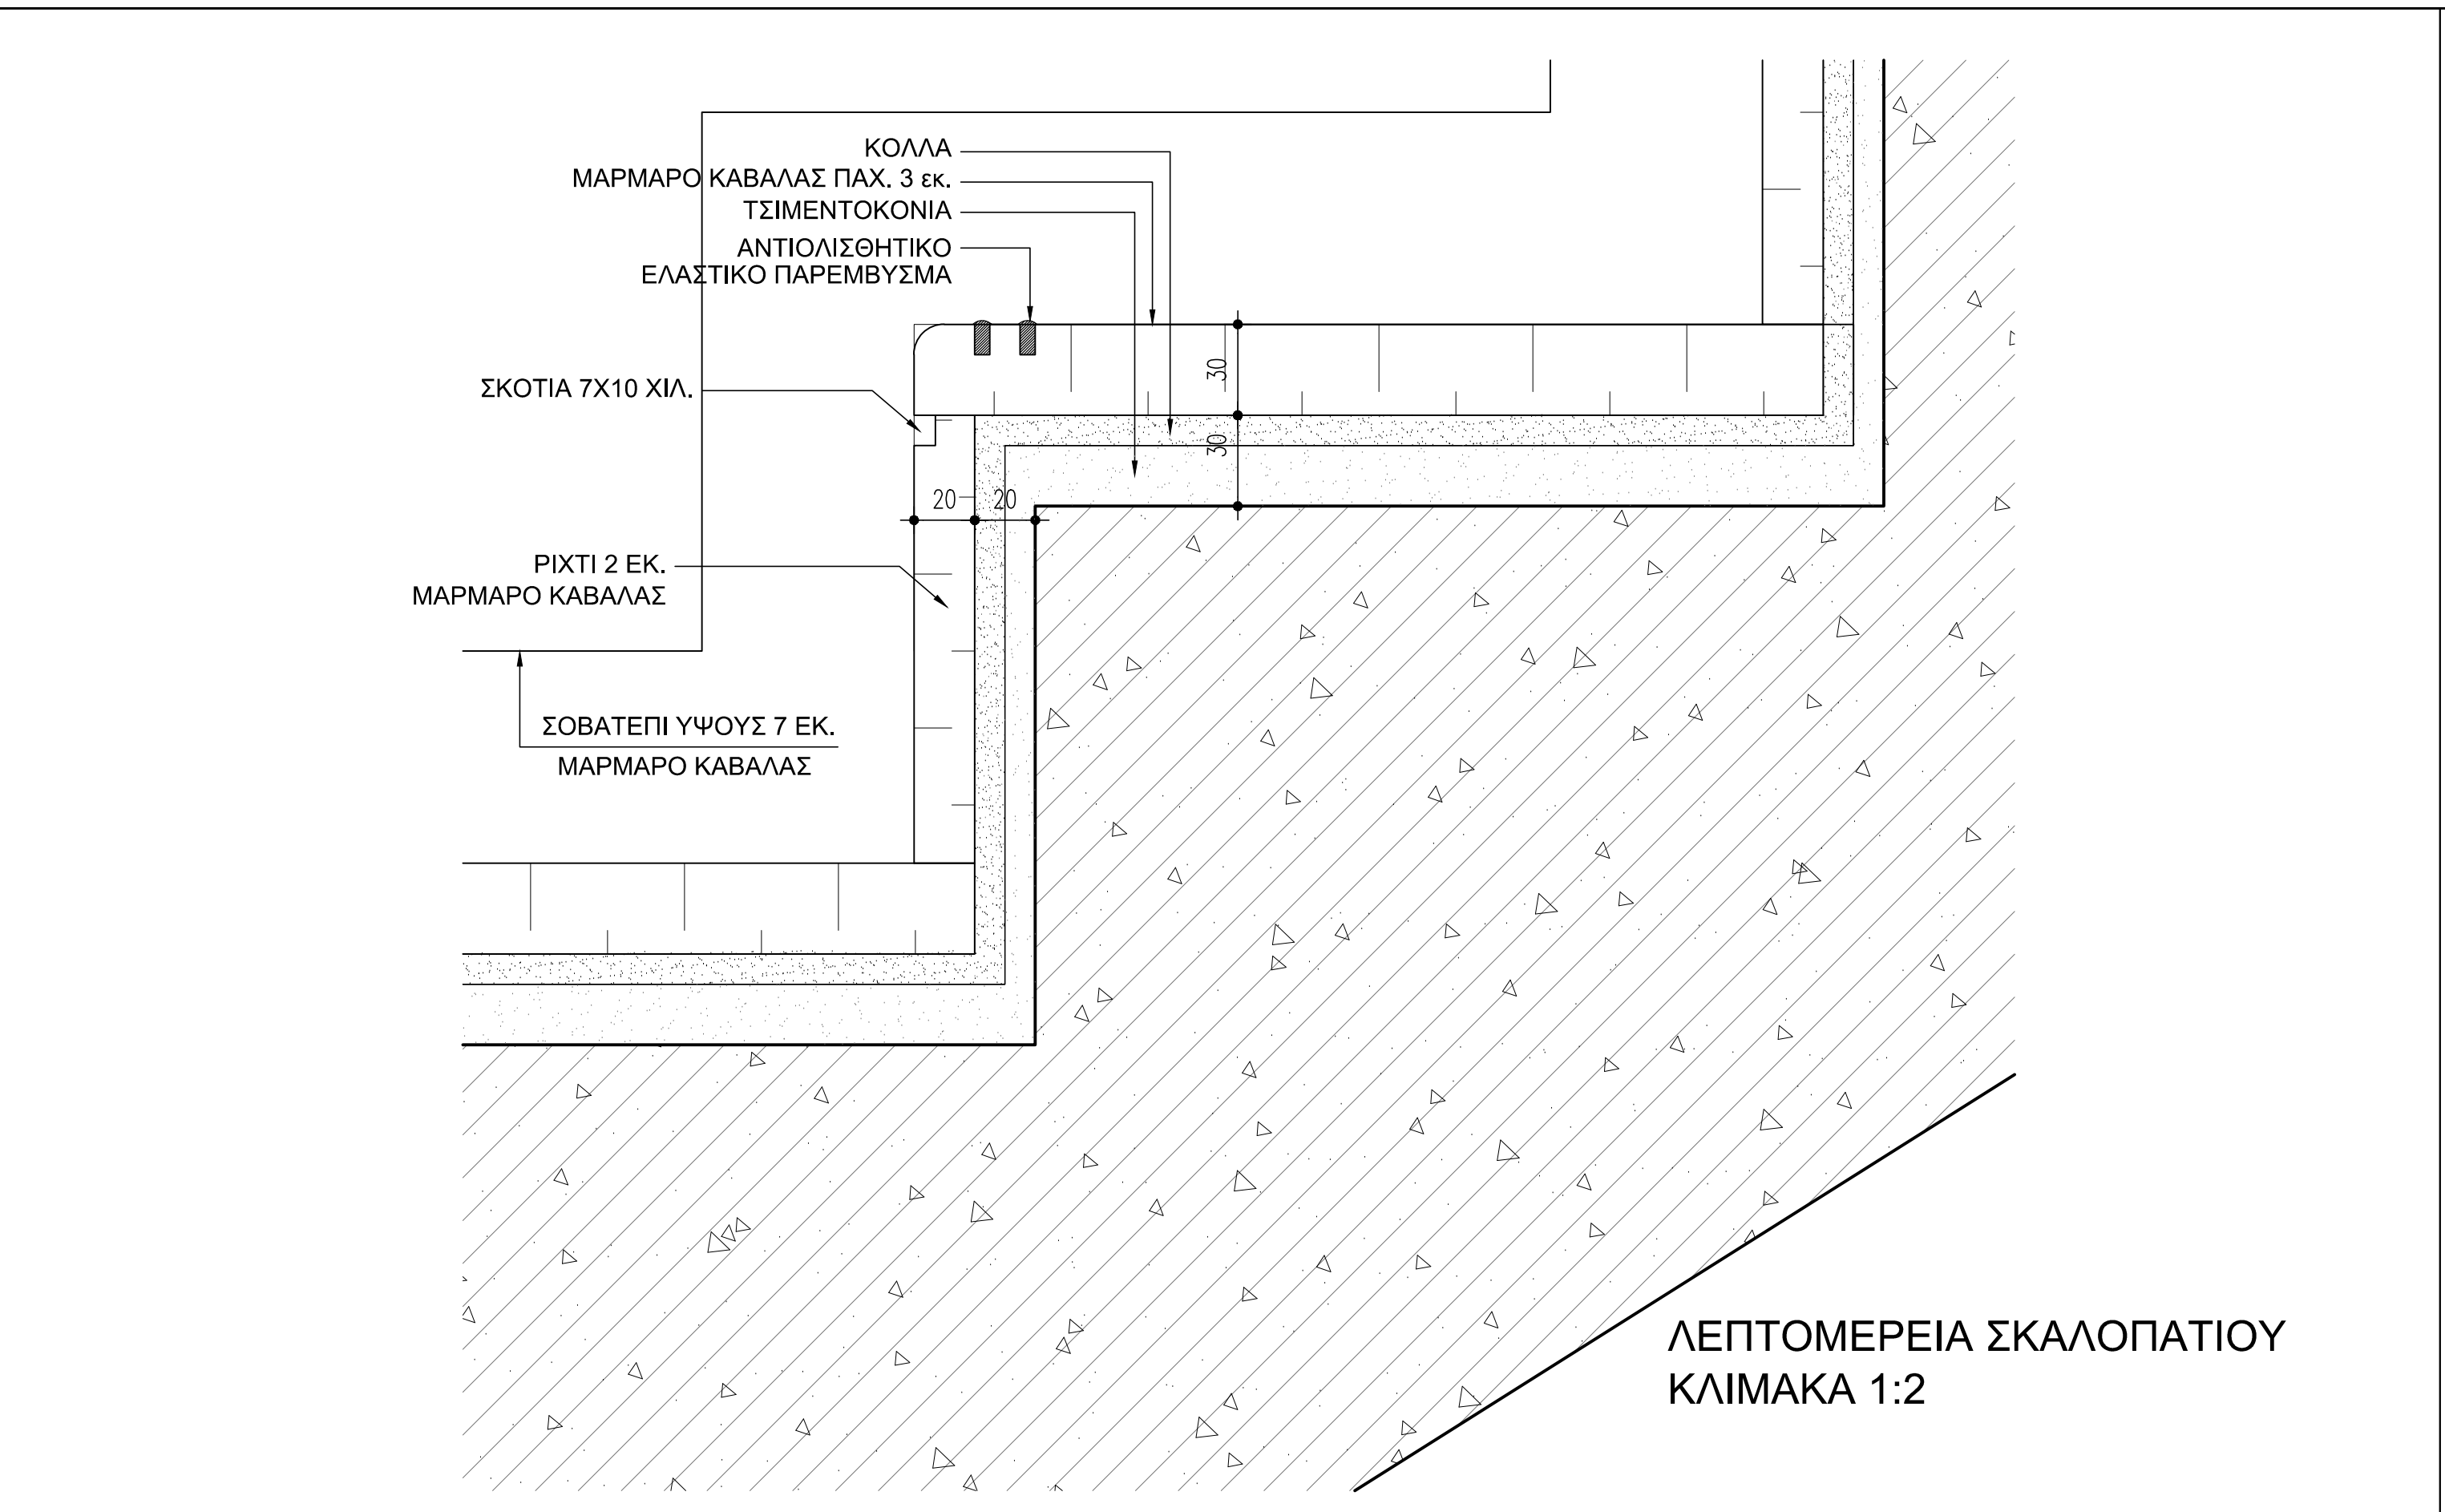 ΚΟΛΛΑ
ΜΑΡΜΑΡΟ ΚΑΒΑΛΑΣ ΠΑΧ. 3 εκ.
ΤΣΙΜΕΝΤΟΚΟΝΙΑ
ΑΝΤΙΟΛΙΣΘΗΤΙΚΟ
ΕΛΑΣΤΙΚΟ ΠΑΡΕΜΒΥΣΜΑ
30
ΣΚΟΤΙΑ 7Χ10 ΧΙΛ.
30
20 20
ΡΙΧΤΙ 2 ΕΚ.
ΜΑΡΜΑΡΟ ΚΑΒΑΛΑΣ
ΣΟΒΑΤΕΠΙ ΥΨΟΥΣ 7 ΕΚ.
ΜΑΡΜΑΡΟ ΚΑΒΑΛΑΣ
ΛΕΠΤΟΜΕΡΕΙΑ ΣΚΑΛΟΠΑΤΙΟΥ
ΚΛΙΜΑΚΑ 1:2